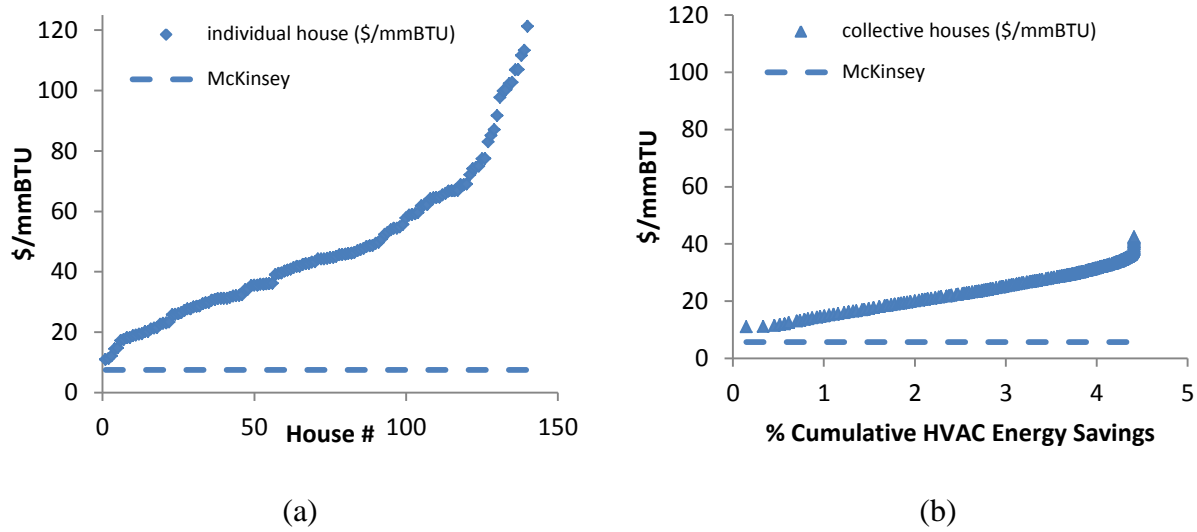 120
100
80
60
40
20
0
$/mmBTU
individual house ($/mmBTU)
McKinsey
0
50
100
150
House #
(a)
120
100
80
60
40
20
0
$/mmBTU
collective houses ($/mmBTU)
McKinsey
0
1
2
3
4
5
% Cumulative HVAC Energy Savings
(b)